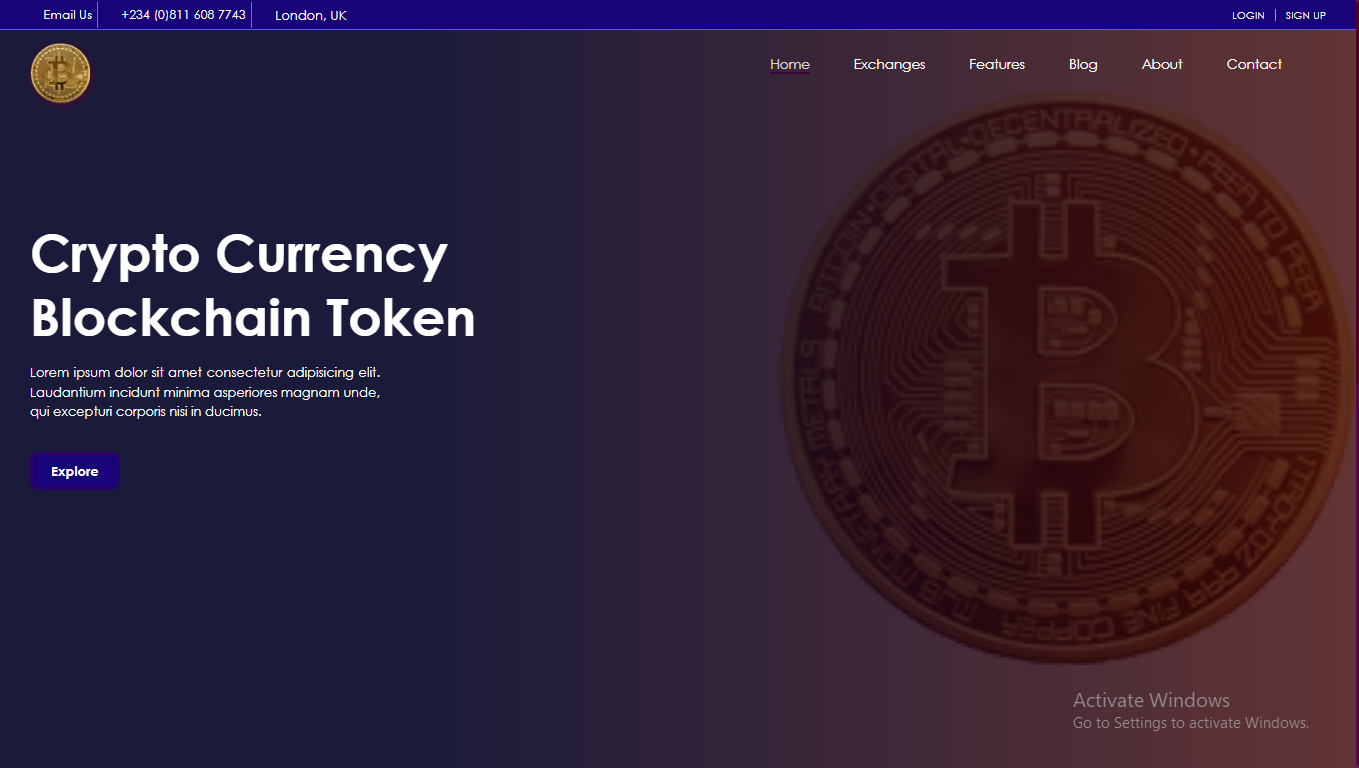 Email Us
+234 (0)811 608 7743
London, UK
LOGIN
SIGN UP
Home
Exchanges
Features
Blog
About
Contact
BITCOIN•DIGITAL•DECENTRALIZED•PEER TO PEER
Crypto Currency
Blockchain Token
Lorem ipsum dolor sit amet consectetur adipisicing elit.
Laudantium incidunt minima asperiores magnam unde,
qui excepturi corporis nisi in ducimus.
Explore
999 FINE COPPER
Activate Windows
Go to Settings to activate Windows.